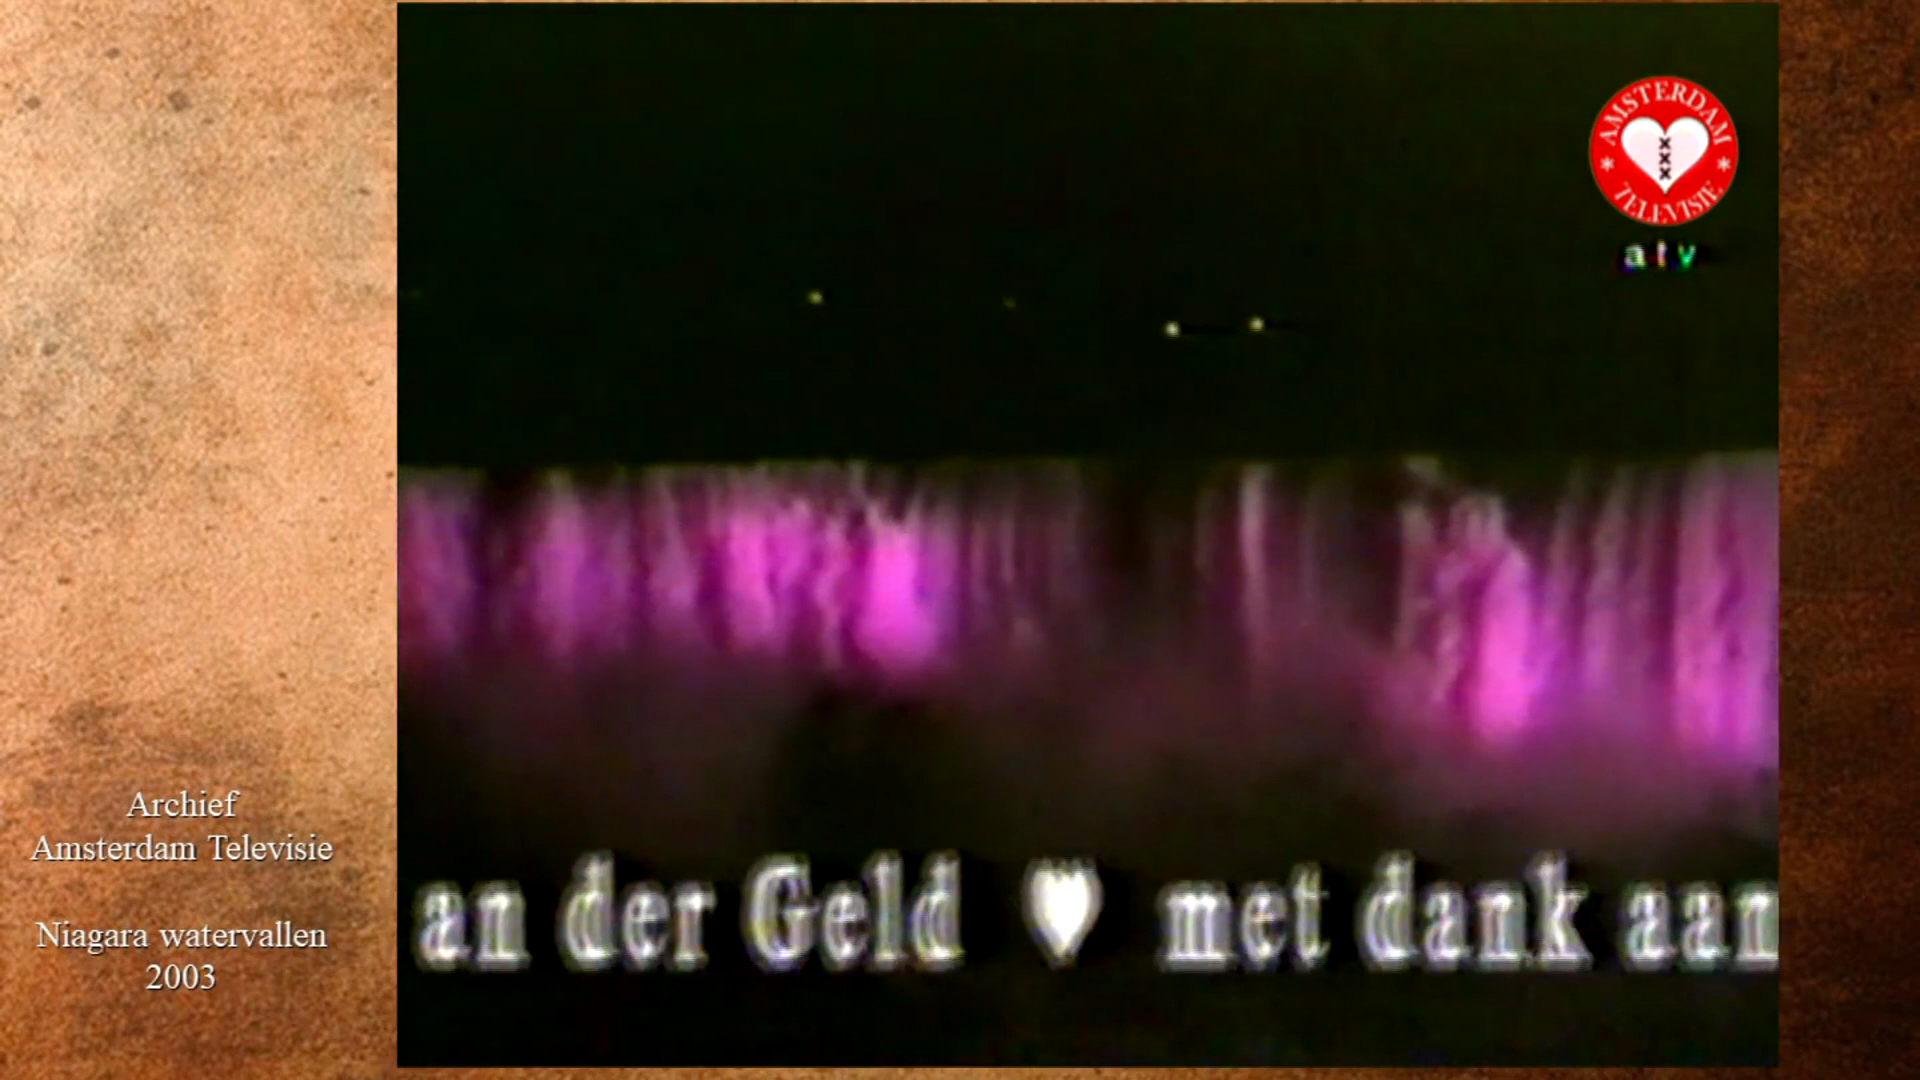 AMSTERDAM
TELEVISIE
atv
Archief
Amsterdam Televisie
Niagara watervallen
2003
an der Geld ♥ met dank aan